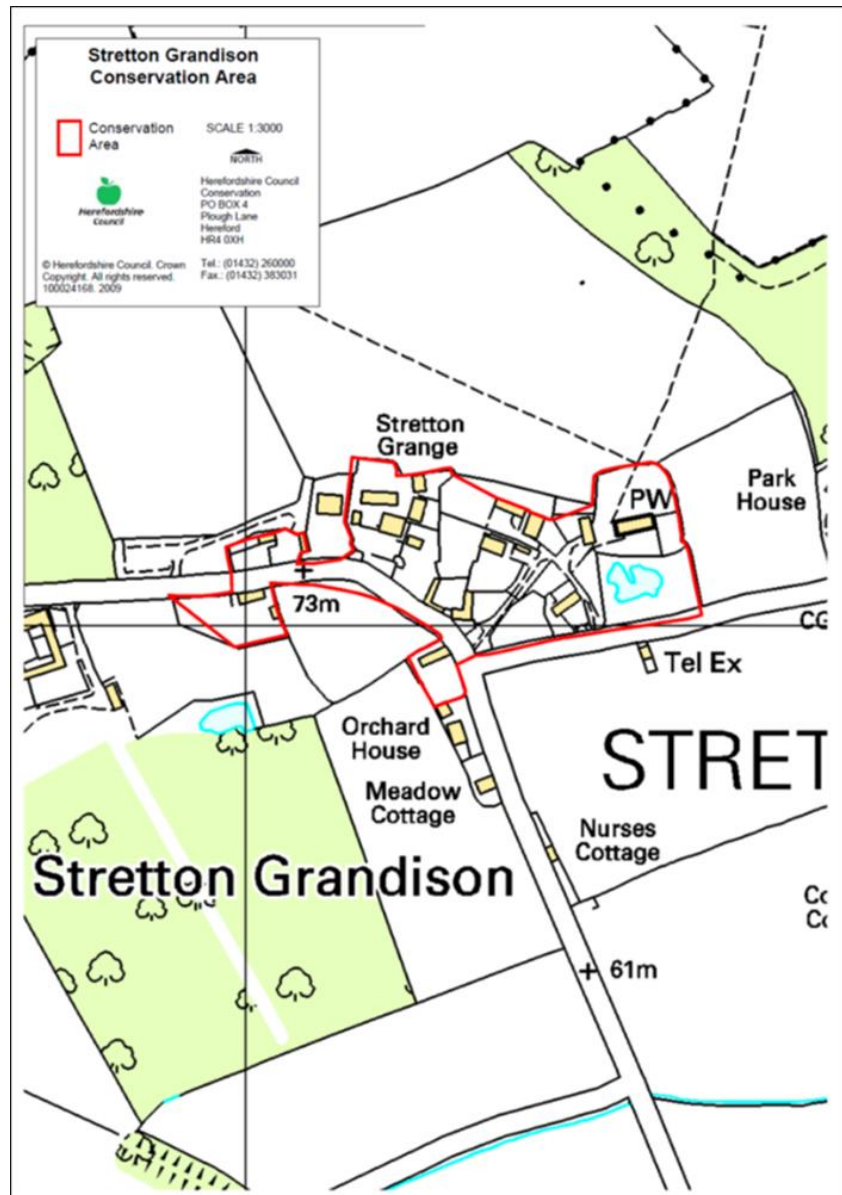 Stretton Grandison
Conservation Area
Conservation
Area
SCALE 1:3000
NORTH
Herefordshire
Council
Herefordshire Council
Conservation
PO BOX 4
Plough Lane
Hereford
HR4 0XH
© Herefordshire Council. Crown
Copyright. All rights reserved.
100024168. 2009
Tel.: (01432) 260000
Fax.: (01432) 383031
Stretton
Grange
PW
Park
House
73m
CG
Tel Ex
Orchard
House
STRET
Meadow
Cottage
Nurses
Cottage
Stretton Grandison
Co
Co
61m